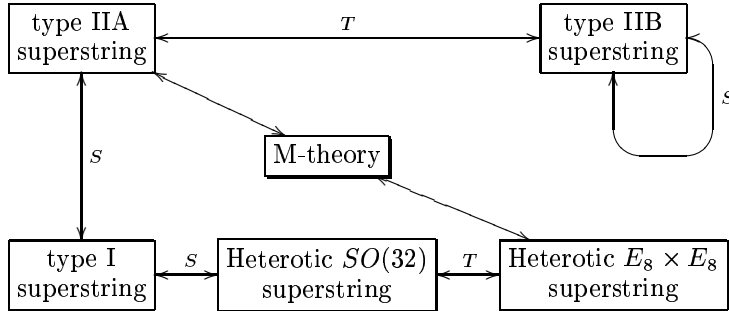 type IIA
superstring
T
type IIB
superstring
S
S
M-theory
type I
superstring
S
Heterotic SO(32)
superstring
T
Heterotic E₈ × E₈
superstring